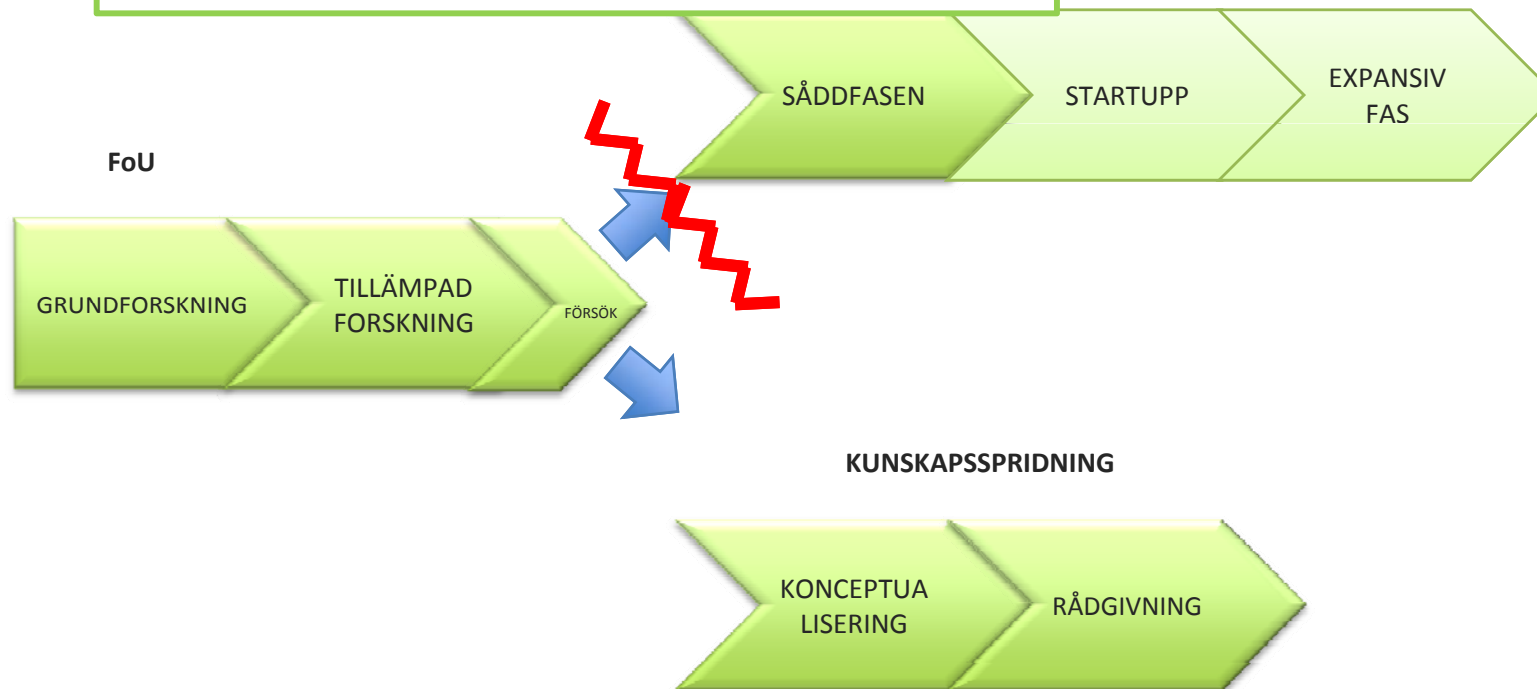 SÅDDFASEN
STARTUPP
EXPANSIV
FAS
FoU
GRUNDFORSKNING
TILLÄMPAD
FORSKNING
FÖRSÖK
KUNSKAPSSPRIDNING
KONCEPTUA
LISERING
RÅDGIVNING